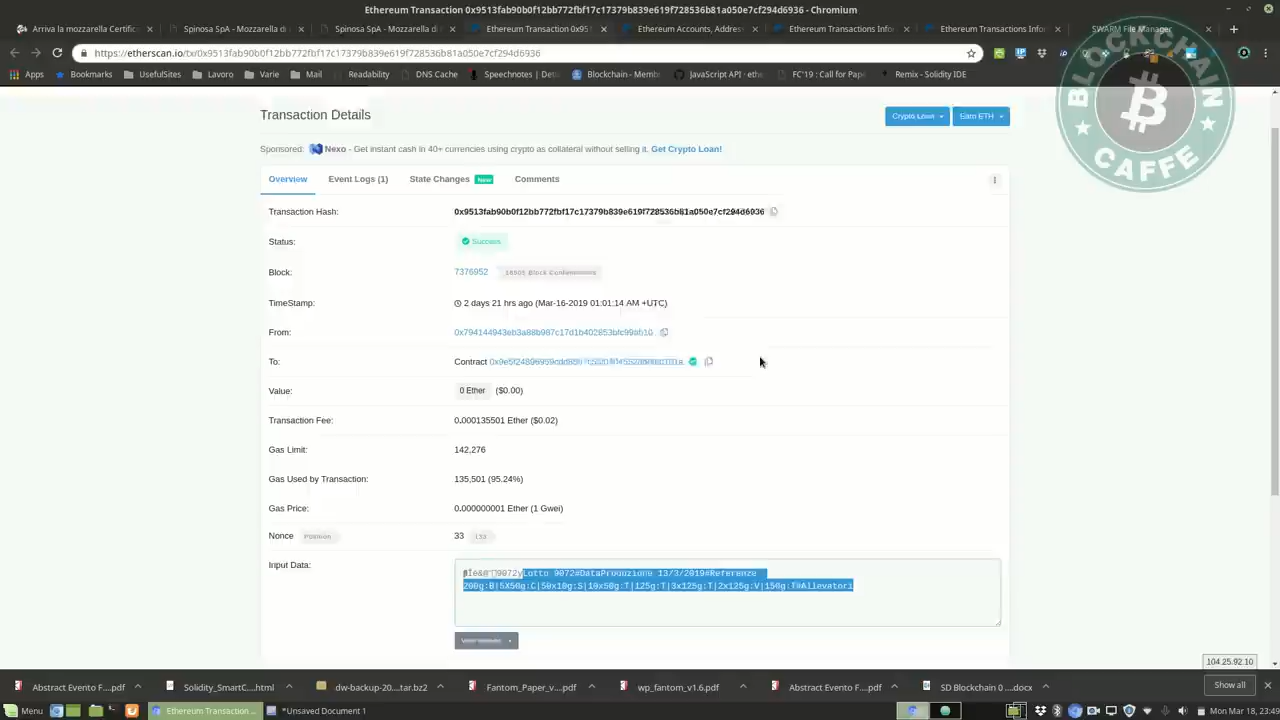 Ethereum Transaction 0x9513fab90b0f12bb772fbf17c17379b839e619f728536b81a050e7cf294d6936 - Chromium
Arriva la mozzarella Certific
Spinosa SpA - Mozzarella di
Spinosa SpA - Mozzarella d
Ethereum Transaction 0x951
Ethereum Accounts, Address
Ethereum Transactions Infor
Ethereum Transactions Infor
SWARM File Manager
https://etherscan.io/tx/0x9513fab90b0f12bb772fbf17c17379b839e619f728536b81a050e7cf294d6936
Apps
Bookmarks
UsefulSites
Lavoro
Varie
Mail
Readability
DNS Cache
Speechnotes | Deta
Blockchain - Memb
JavaScript API · ethe
FC'19 : Call for Pape
Remix - Solidity IDE
BLOCKCHAIN
CAFFE
Transaction Details
Crypto Loan
Earn ETH
Sponsored: Nexo - Get instant cash in 40+ currencies using crypto as collateral without selling it. Get Crypto Loan!
Overview
Event Logs (1)
State Changes New
Comments
Transaction Hash: 0x9513fab90b0f12bb772fbf17c17379b839e619f728536b81a050e7cf294d6936
Status: Success
Block: 7376952 Block Confirmations
TimeStamp: 2 days 21 hrs ago (Mar-16-2019 01:01:14 AM +UTC)
From:
To: Contract
Value: 0 Ether ($0.00)
Transaction Fee: 0.000135501 Ether ($0.02)
Gas Limit: 142,276
Gas Used by Transaction: 135,501 (95.24%)
Gas Price: 0.000000001 Ether (1 Gwei)
Nonce Position 33
Input Data:
Lotto 9072#DataProduzione 13/3/2019#Referenze
200g:B|5X50g:C|50x10g:S|10x50g:T|125g:T|3x125g:T|2x125g:V|150g:T#Allevatori
104.25.92.10
Abstract Evento F....pdf
Solidity_SmartC....html
dw-backup-20....tar.bz2
Fantom_Paper_v....pdf
wp_fantom_v1.6.pdf
Abstract Evento F....pdf
SD Blockchain 0 ....docx
Show all
Menu
Ethereum Transaction ...
*Unsaved Document 1
Mon Mar 18, 23:49